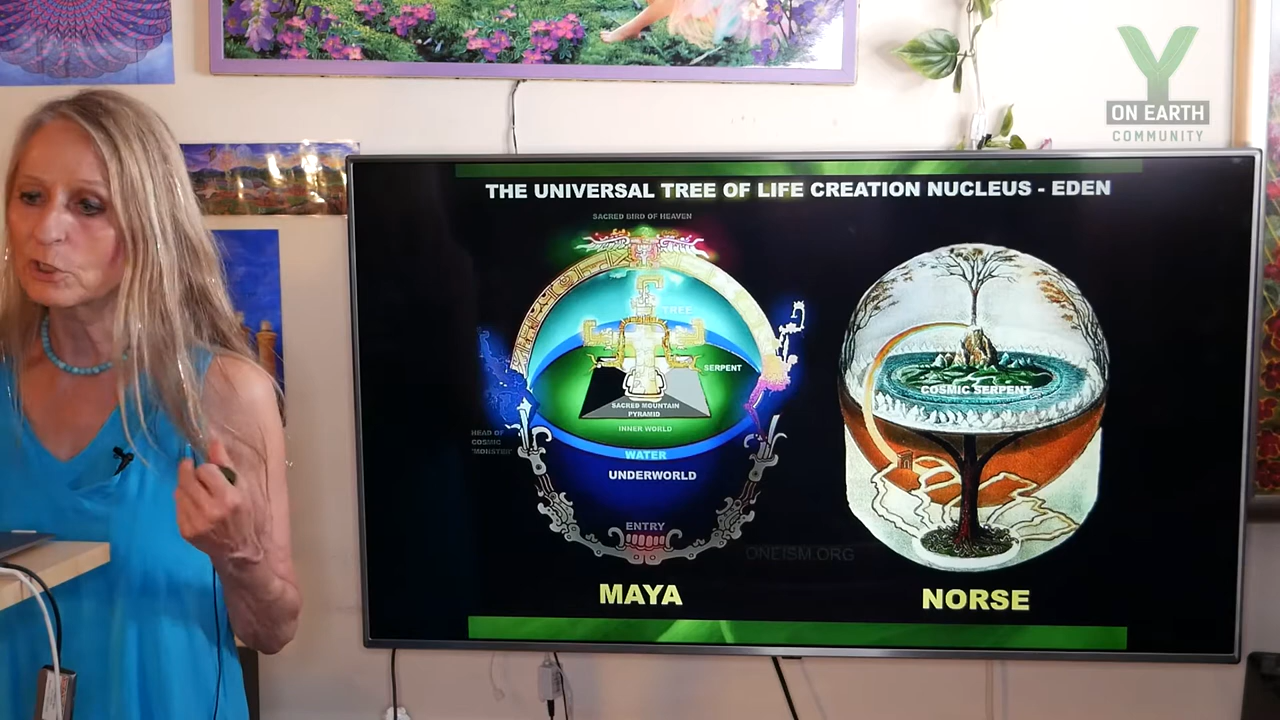 Y
ON EARTH
COMMUNITY
THE UNIVERSAL TREE OF LIFE CREATION NUCLEUS - EDEN
SACRED BIRD OF HEAVEN
TREE
SERPENT
SACRED MOUNTAIN
PYRAMID
INNER WORLD
HEAD OF
COSMIC
"MONSTER"
WATER
UNDERWORLD
ENTRY
ONEISM.ORG
MAYA
COSMIC SERPENT
NORSE